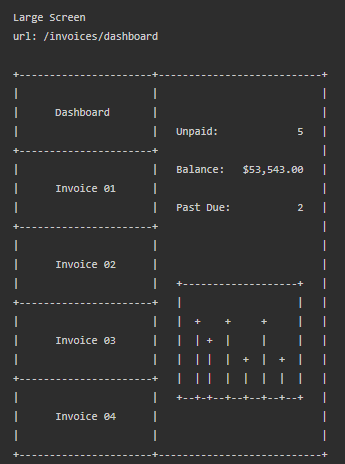 Large Screen
url: /invoices/dashboard
Dashboard
Unpaid: 5
Invoice 01
Balance: $53,543.00
Past Due: 2
Invoice 02
Invoice 03
Invoice 04